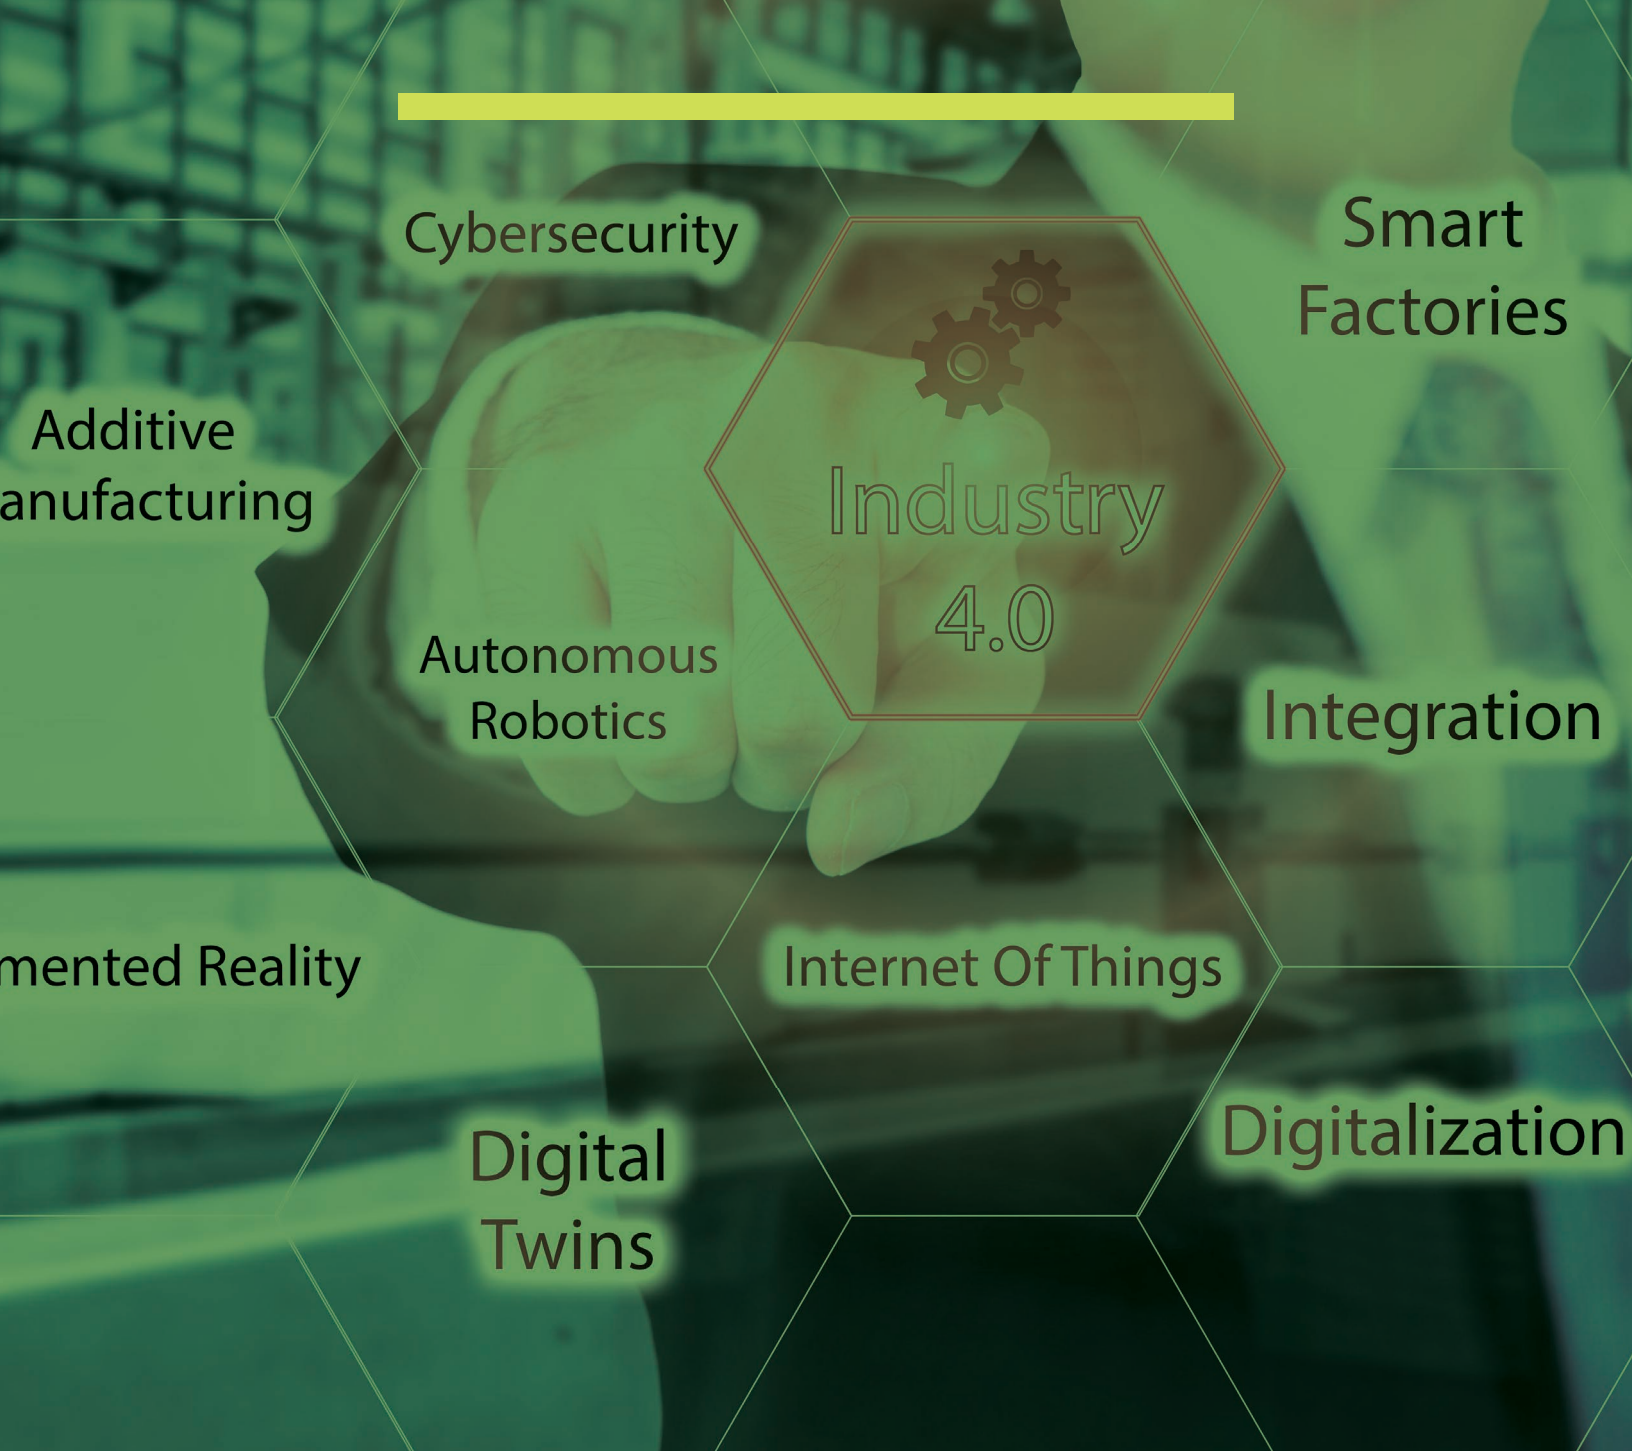 Cybersecurity
Smart
Factories
Additive
anufacturing
Industry
4.0
Autonomous
Robotics
Integration
mented Reality
Internet Of Things
Digitalization
Digital
Twins